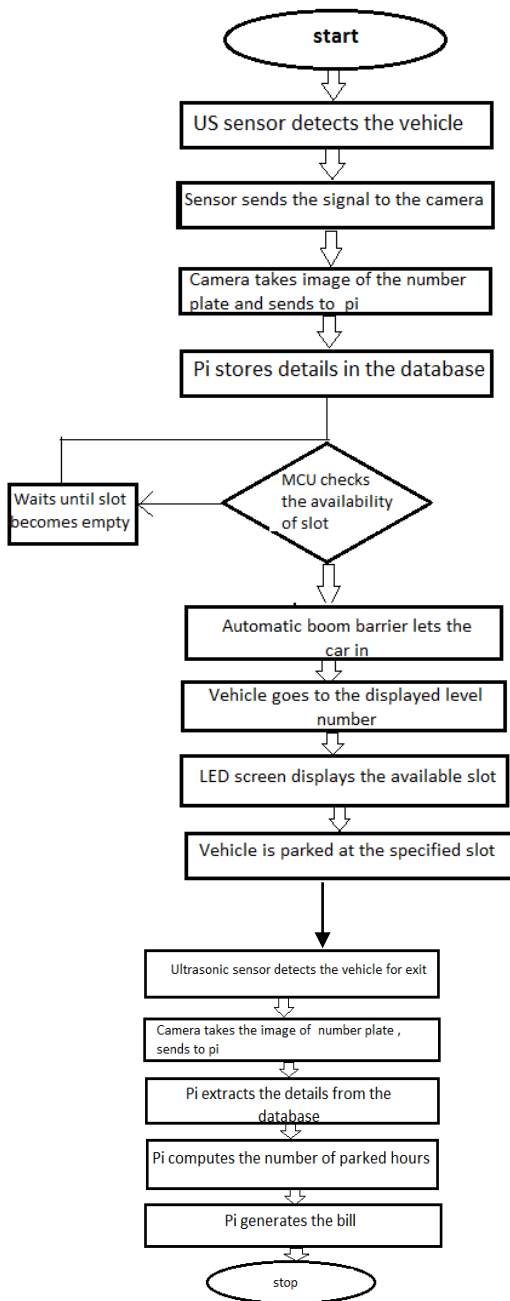 start
US sensor detects the vehicle
Sensor sends the signal to the camera
Camera takes image of the number
plate and sends to pi
Pi stores details in the database
MCU checks
the availability
of slot
Waits until slot
becomes empty
Automatic boom barrier lets the
car in
Vehicle goes to the displayed level
number
LED screen displays the available slot
Vehicle is parked at the specified slot
Ultrasonic sensor detects the vehicle for exit
Camera takes the image of number plate ,
sends to pi
Pi extracts the details from the
database
Pi computes the number of parked hours
Pi generates the bill
stop